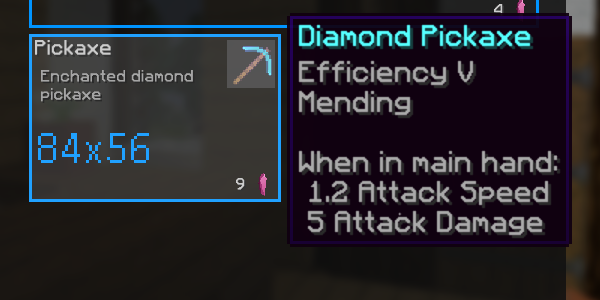 4
Pickaxe
Enchanted diamond
pickaxe
84x56
9
Diamond Pickaxe
Efficiency V
Mending
When in main hand:
1.2 Attack Speed
5 Attack Damage